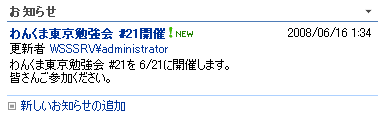 お知らせ
わんくま東京勉強会 #21開催 ! NEW 2008/06/16 1:34
更新者 WSSSRV¥administrator
わんくま東京勉強会 #21を 6/21に開催します。
皆さんご参加ください。
新しいお知らせの追加